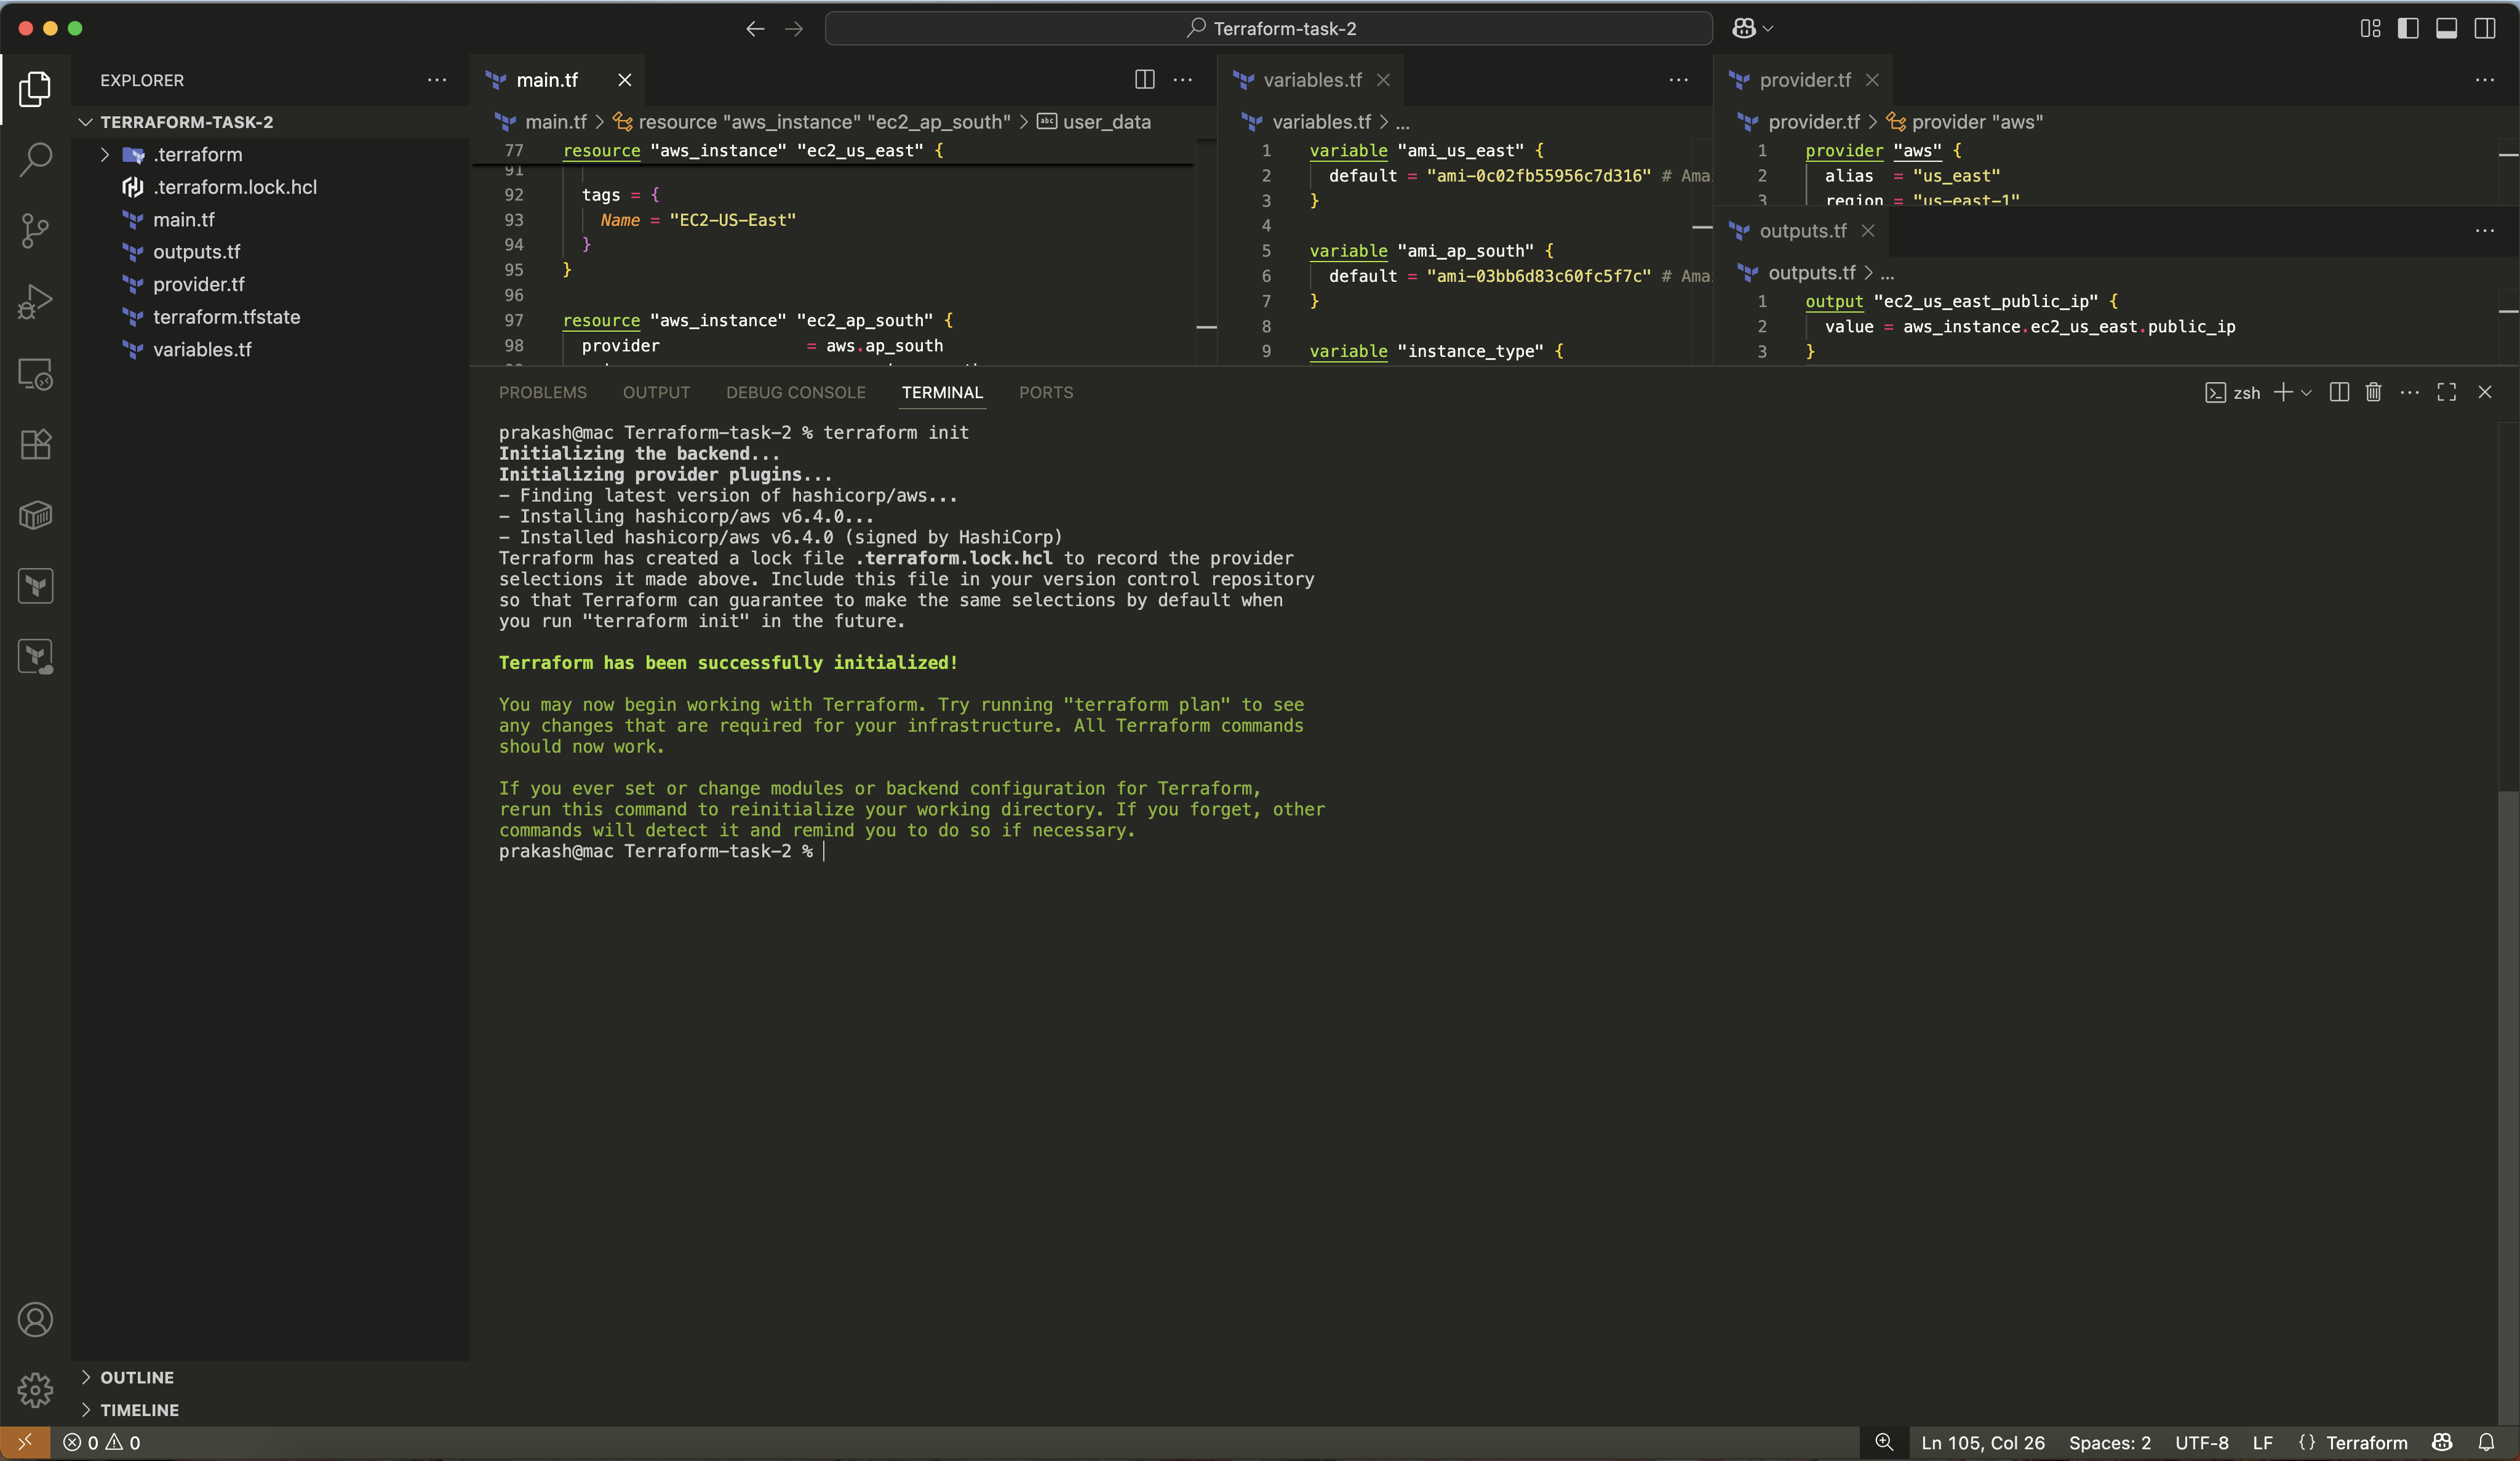 Terraform-task-2
EXPLORER
TERRAFORM-TASK-2
.terraform
.terraform.lock.hcl
main.tf
outputs.tf
provider.tf
terraform.tfstate
variables.tf
OUTLINE
TIMELINE
main.tf
main.tf > resource "aws_instance" "ec2_ap_south" > abc user_data
77 resource "aws_instance" "ec2_us_east" {
91
92 tags = {
93 Name = "EC2-US-East"
94 }
95 }
96
97 resource "aws_instance" "ec2_ap_south" {
98 provider = aws.ap_south
variables.tf
variables.tf > ...
1 variable "ami_us_east" {
2 default = "ami-0c02fb55956c7d316" # Ama
3 }
4
5 variable "ami_ap_south" {
6 default = "ami-03bb6d83c60fc5f7c" # Ama
7 }
8
9 variable "instance_type" {
provider.tf
provider.tf > provider "aws"
1 provider "aws" {
2 alias = "us_east"
3 region = "us-east-1"
outputs.tf
outputs.tf > ...
1 output "ec2_us_east_public_ip" {
2 value = aws_instance.ec2_us_east.public_ip
3 }
PROBLEMS OUTPUT DEBUG CONSOLE TERMINAL PORTS
zsh
prakash@mac Terraform-task-2 % terraform init
Initializing the backend...
Initializing provider plugins...
- Finding latest version of hashicorp/aws...
- Installing hashicorp/aws v6.4.0...
- Installed hashicorp/aws v6.4.0 (signed by HashiCorp)
Terraform has created a lock file .terraform.lock.hcl to record the provider
selections it made above. Include this file in your version control repository
so that Terraform can guarantee to make the same selections by default when
you run "terraform init" in the future.
Terraform has been successfully initialized!
You may now begin working with Terraform. Try running "terraform plan" to see
any changes that are required for your infrastructure. All Terraform commands
should now work.
If you ever set or change modules or backend configuration for Terraform,
rerun this command to reinitialize your working directory. If you forget, other
commands will detect it and remind you to do so if necessary.
prakash@mac Terraform-task-2 %
0 0
Ln 105, Col 26 Spaces: 2 UTF-8 LF {} Terraform